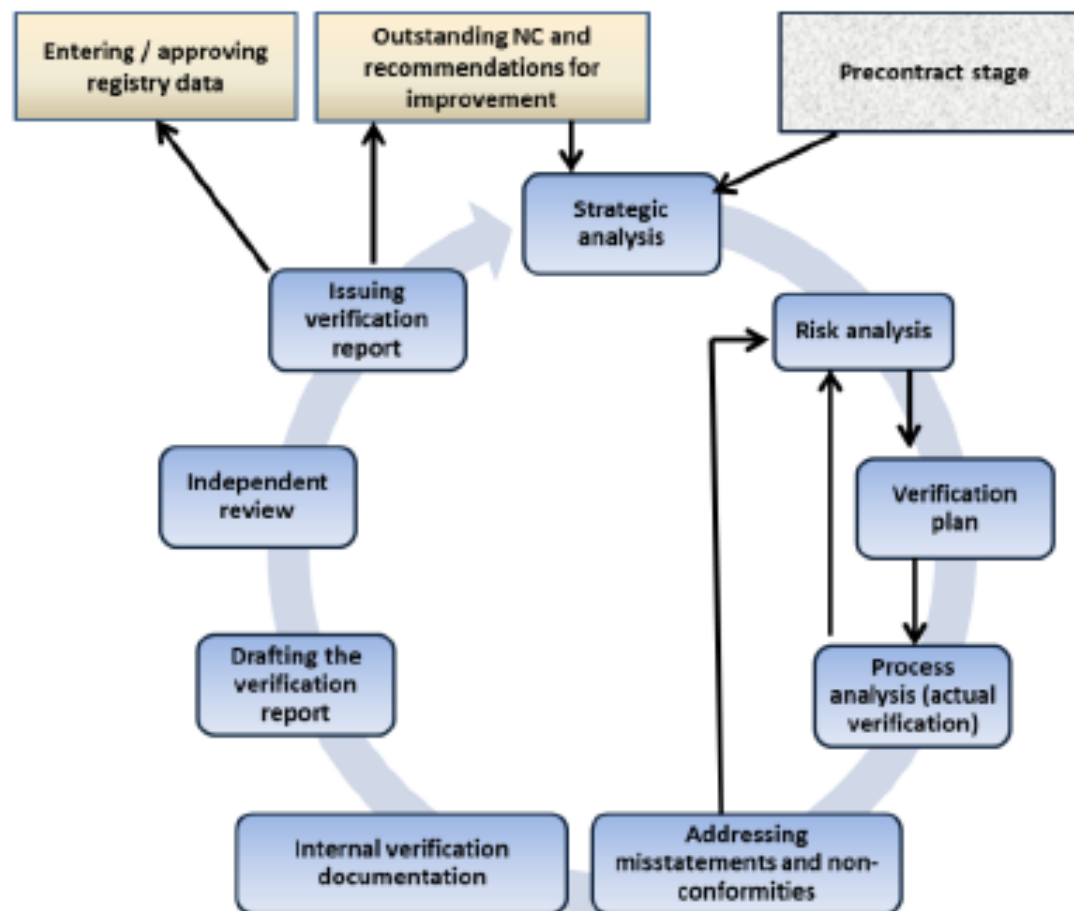 Entering / approving
registry data
Outstanding NC and
recommendations for
improvement
Precontract stage
Strategic
analysis
Issuing
verification
report
Risk analysis
Independent
review
Verification
plan
Drafting the
verification
report
Process
analysis (actual
verification)
Internal verification
documentation
Addressing
misstatements and non-
conformities